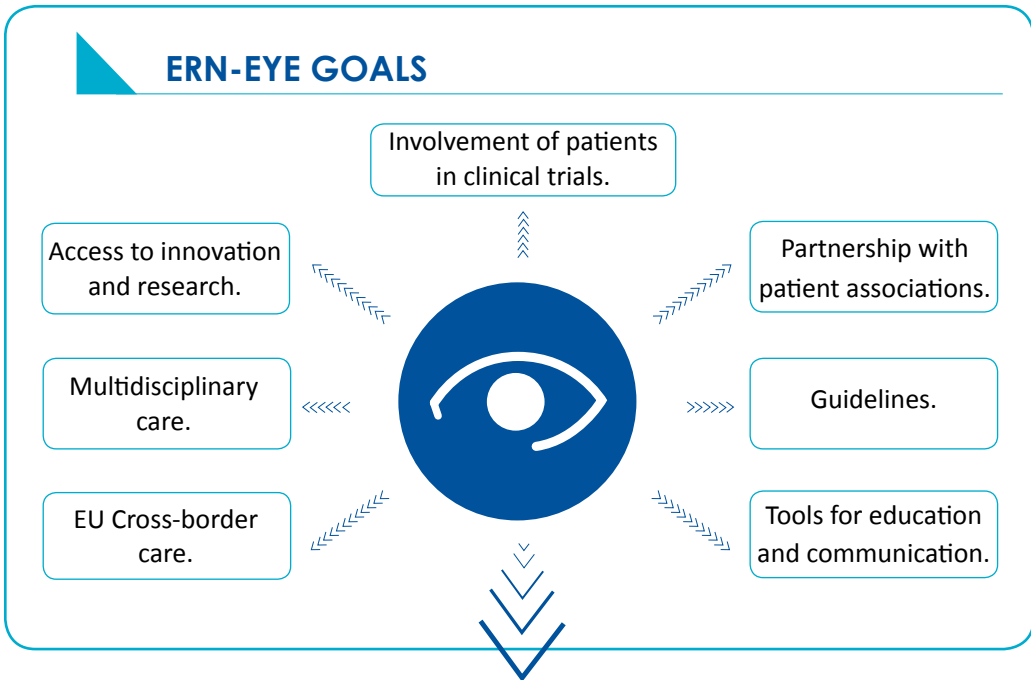 ERN-EYE GOALS
Involvement of patients
in clinical trials.
Access to innovation
and research.
Partnership with
patient associations.
Multidisciplinary
care.
Guidelines.
EU Cross-border
care.
Tools for education
and communication.